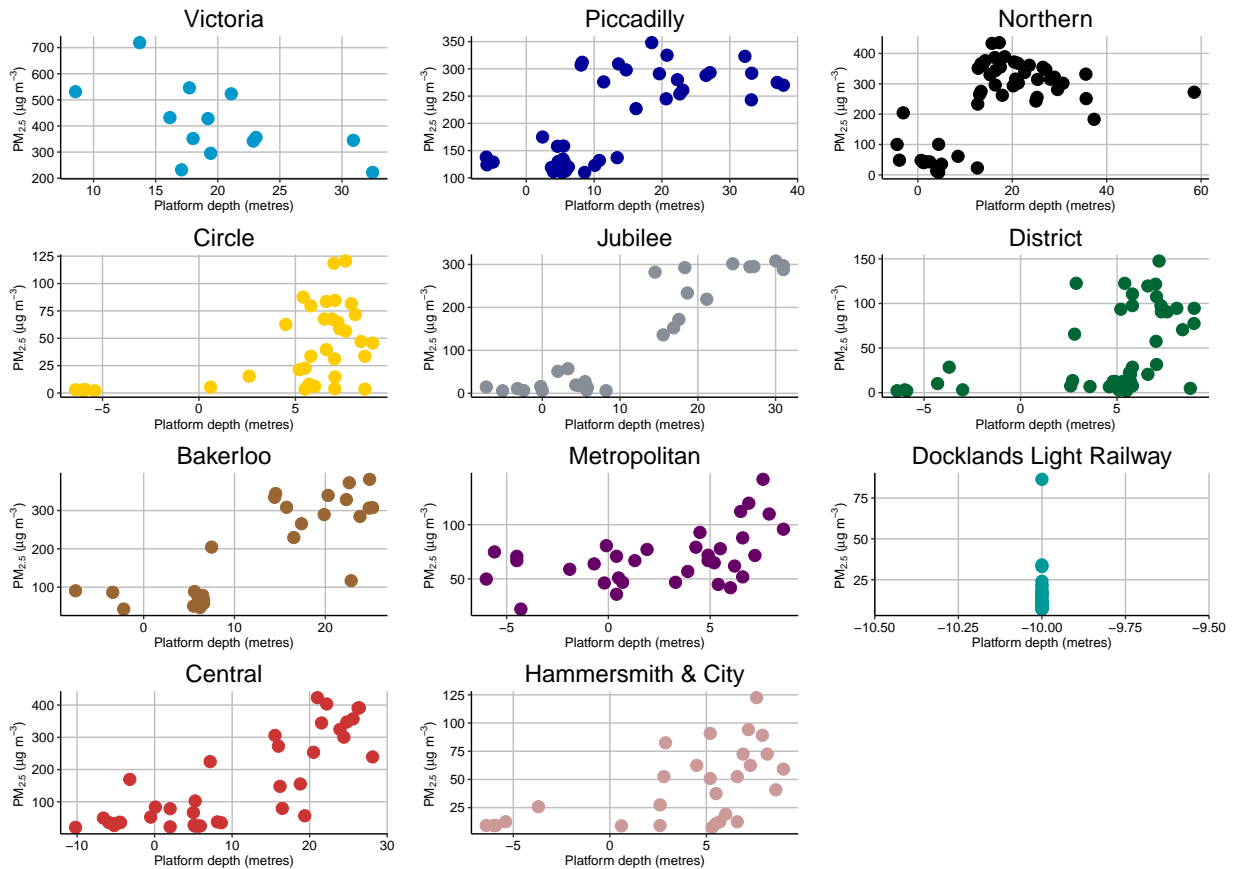 Victoria
Piccadilly
Northern
PM2.5 (µg m−3)
700
600
500
400
300
200
10
15
20
25
30
Platform depth (metres)
PM2.5 (µg m−3)
350
300
250
200
150
100
0
10
20
30
40
Platform depth (metres)
PM2.5 (µg m−3)
400
300
200
100
0
0
20
40
60
Platform depth (metres)
Circle
Jubilee
District
PM2.5 (µg m−3)
125
100
75
50
25
0
−5
0
5
Platform depth (metres)
PM2.5 (µg m−3)
300
200
100
0
0
10
20
30
Platform depth (metres)
PM2.5 (µg m−3)
150
100
50
0
−5
0
5
Platform depth (metres)
Bakerloo
Metropolitan
Docklands Light Railway
PM2.5 (µg m−3)
300
200
100
0
10
20
Platform depth (metres)
PM2.5 (µg m−3)
100
50
−5
0
5
Platform depth (metres)
PM2.5 (µg m−3)
75
50
25
−10.50
−10.25
−10.00
−9.75
−9.50
Platform depth (metres)
Central
Hammersmith & City
PM2.5 (µg m−3)
400
300
200
100
−10
0
10
20
30
Platform depth (metres)
PM2.5 (µg m−3)
125
100
75
50
25
−5
0
5
Platform depth (metres)